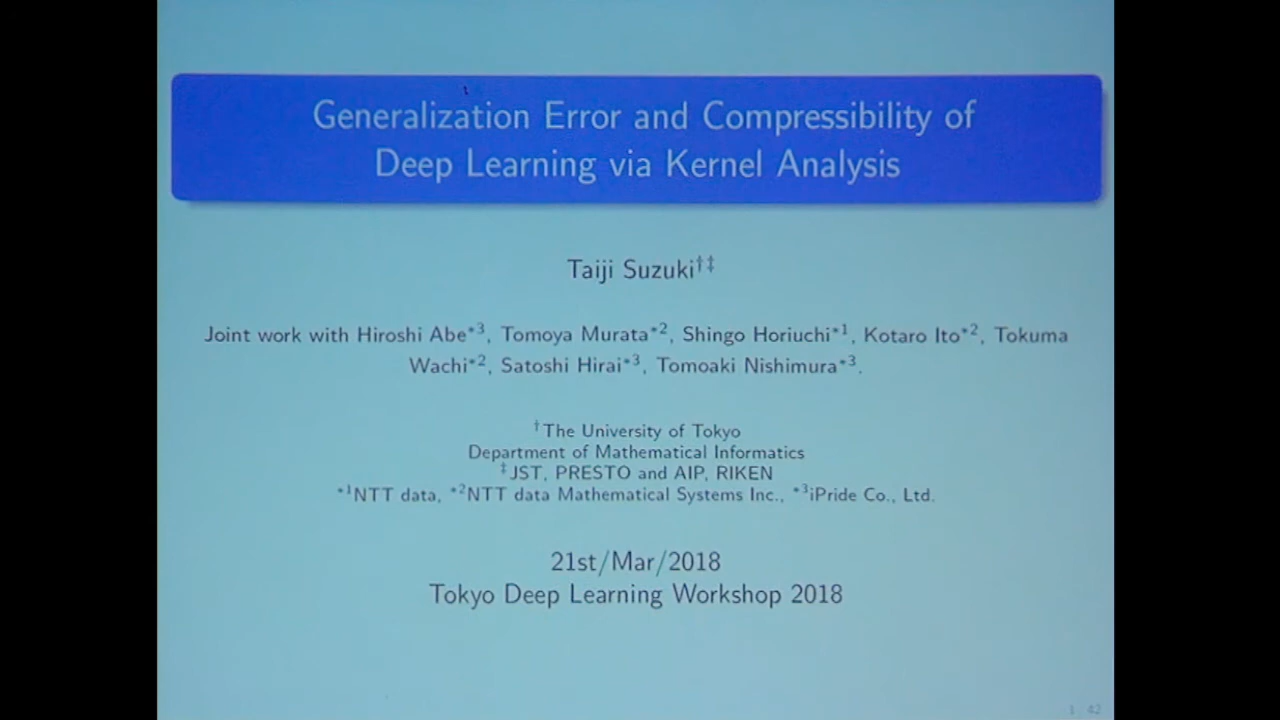 Generalization Error and Compressibility of
Deep Learning via Kernel Analysis
Taiji Suzuki†‡
Joint work with Hiroshi Abe*3, Tomoya Murata*2, Shingo Horiuchi*1, Kotaro Ito*2, Tokuma
Wachi*2, Satoshi Hirai*3, Tomoaki Nishimura*3.
†The University of Tokyo
Department of Mathematical Informatics
‡JST, PRESTO and AIP, RIKEN
*1NTT data, *2NTT data Mathematical Systems Inc., *3iPride Co., Ltd.
21st/Mar/2018
Tokyo Deep Learning Workshop 2018
1 42